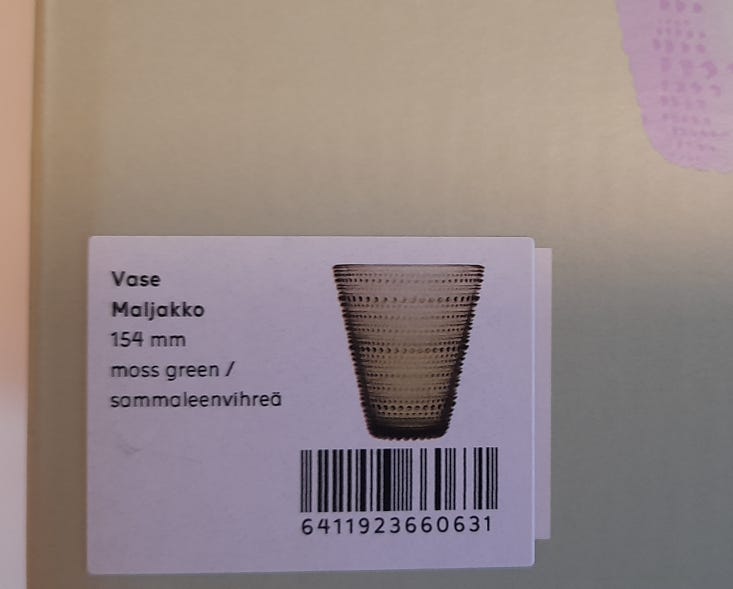 Vase
Maljakko
154 mm
moss green /
sammaleenvihreä
6411923660631